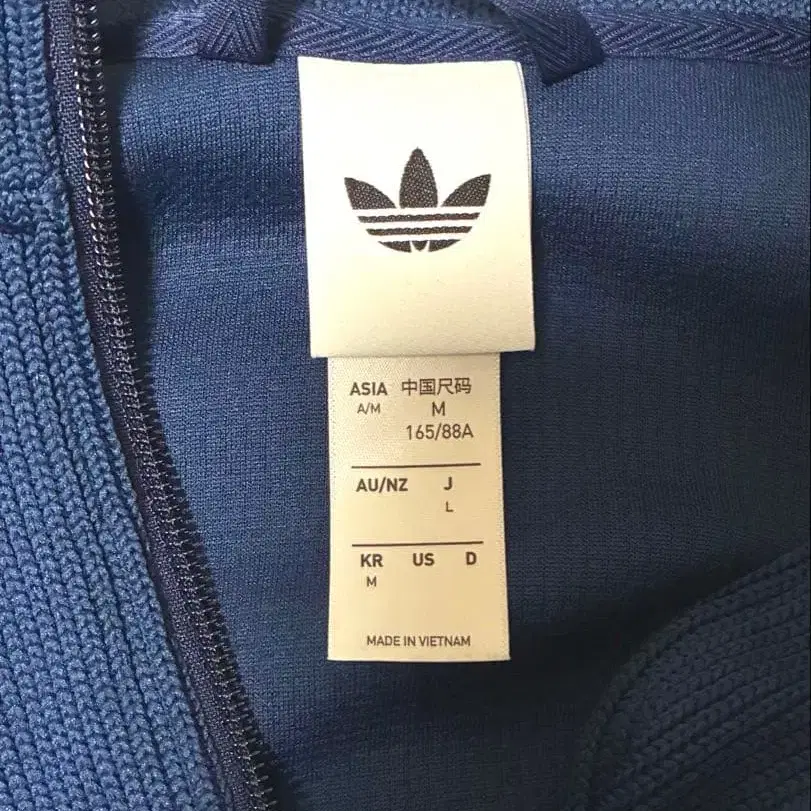 ASIA 中国尺码
A/M M
165/88A
AU/NZ J
L
KR US D
M
MADE IN VIETNAM